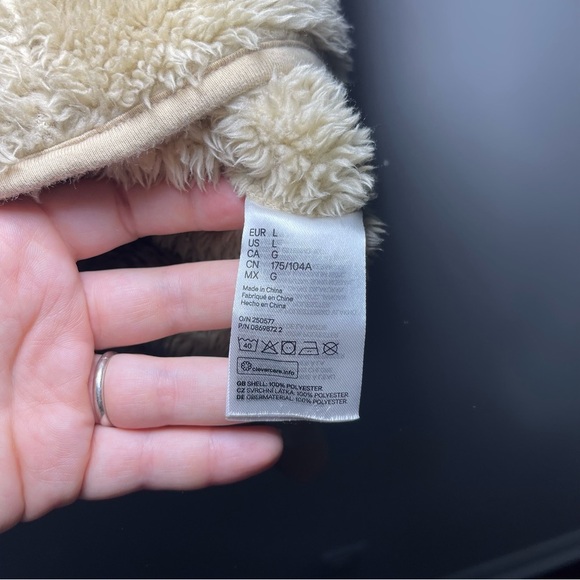 EUR L
US L
CA G
CN 175/104A
MX G
Made in China
Fabriqué en Chine
Hecho en China
O/N 250577
P/N 0869872 2
40
clevercare.info
GB SHELL: 100% POLYESTER
CZ SVRCHNÍ LÁTKA: 100% POLYESTER
DE OBERMATERIAL: 100% POLYESTER